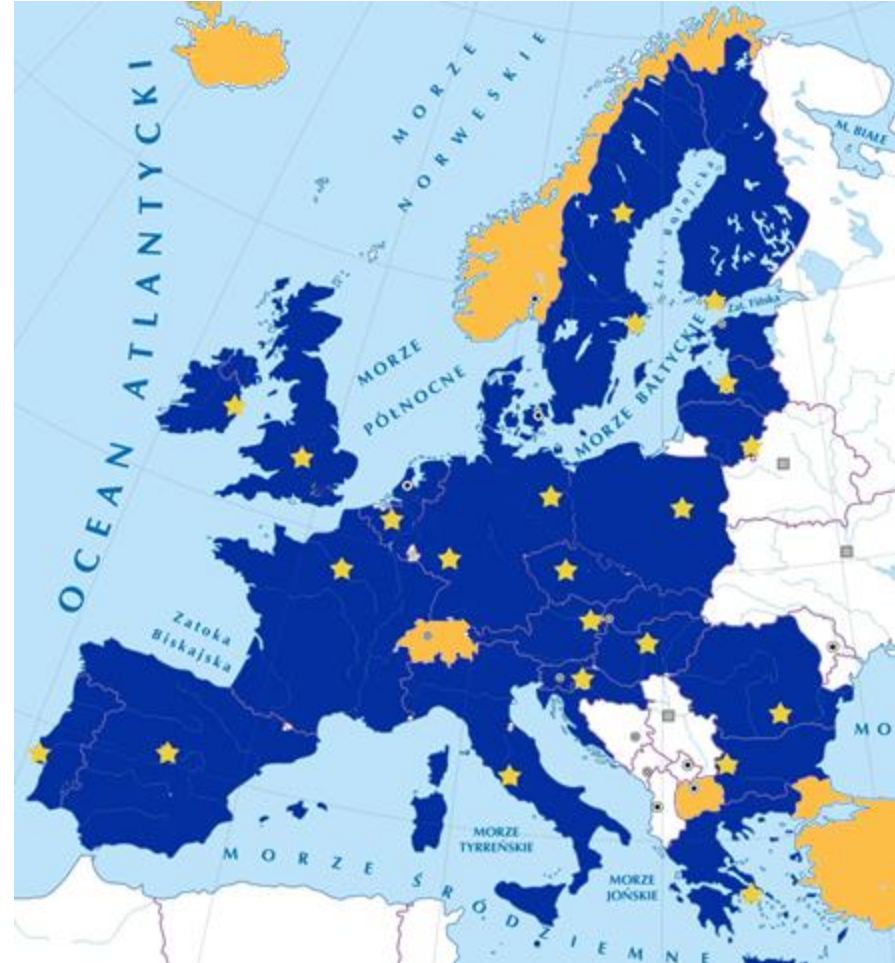 OCEAN ATLANTYCKI
MORZE
NORWESKIE
M. BIAŁE
Zat. Botnicka
Zat. Fińska
MORZE
PÓŁNOCNE
MORZE BAŁTYCKIE
Zatoka
Biskajska
MO
MORZE
TYRREŃSKIE
MORZE
JOŃSKIE
MORZE ŚRÓDZIEMNE